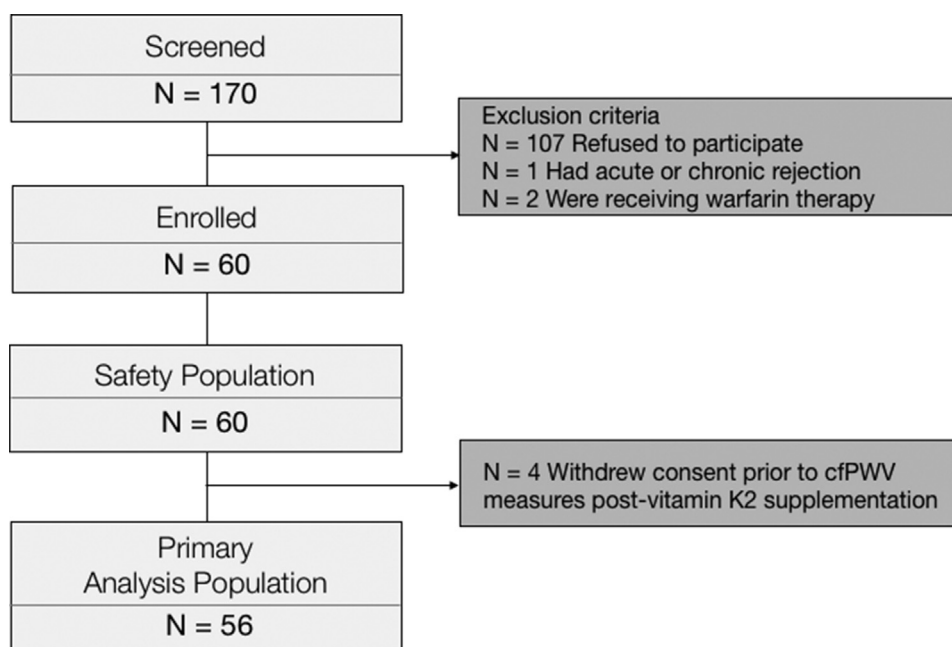 Screened
N = 170
Exclusion criteria
N = 107 Refused to participate
N = 1 Had acute or chronic rejection
N = 2 Were receiving warfarin therapy
Enrolled
N = 60
Safety Population
N = 60
N = 4 Withdrew consent prior to cfPWV
measures post-vitamin K2 supplementation
Primary
Analysis Population
N = 56